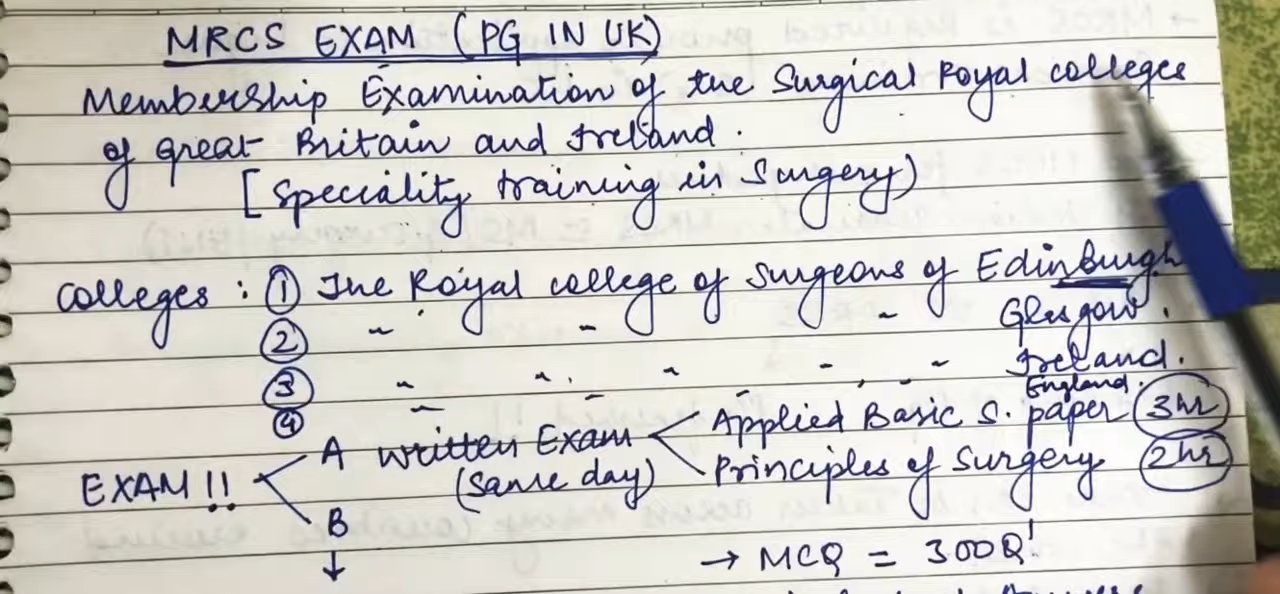 MRCS EXAM (PG IN UK)
Membership Examination of the Surgical Royal colleges
of great Britain and Ireland.
[Speciality training in Surgery)
Colleges : ① The Royal college of Surgeons of Edinburgh
② " " " Glasgow.
③ " " " " " Ireland.
④ " " England.
EXAM !! A written Exam (Same day) Applied Basic S. paper 3hr
Principles of Surgery 2hr
B
↓
→ MCQ = 300Q'